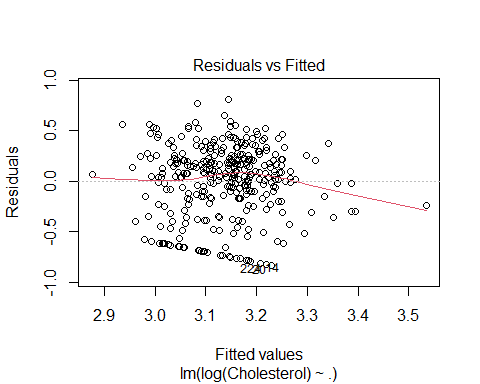 Residuals vs Fitted
Residuals
1.0
0.5
0.0
-0.5
-1.0
14
2.9 3.0 3.1 3.2 3.3 3.4 3.5
Fitted values
lm(log(Cholesterol) ~ .)